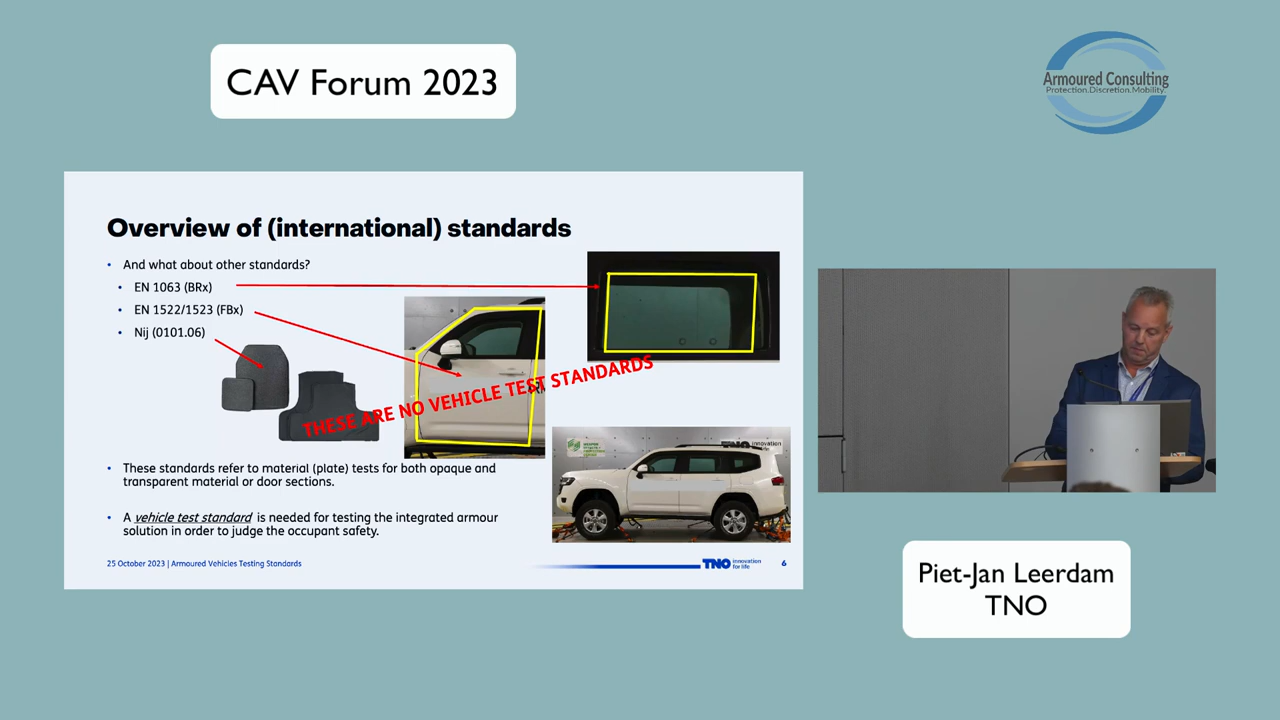 CAV Forum 2023
Armoured Consulting
Protection.Discretion.Mobility.
Overview of (international) standards
• And what about other standards?
• EN 1063 (BRx)
• EN 1522/1523 (FBx)
• Nij (0101.06)
THESE ARE NO VEHICLE TEST STANDARDS
• These standards refer to material (plate) tests for both opaque and
transparent material or door sections.
• A vehicle test standard is needed for testing the integrated armour
solution in order to judge the occupant safety.
TNO innovation
25 October 2023 | Armoured Vehicles Testing Standards
TNO innovation
for life
6
Piet-Jan Leerdam
TNO